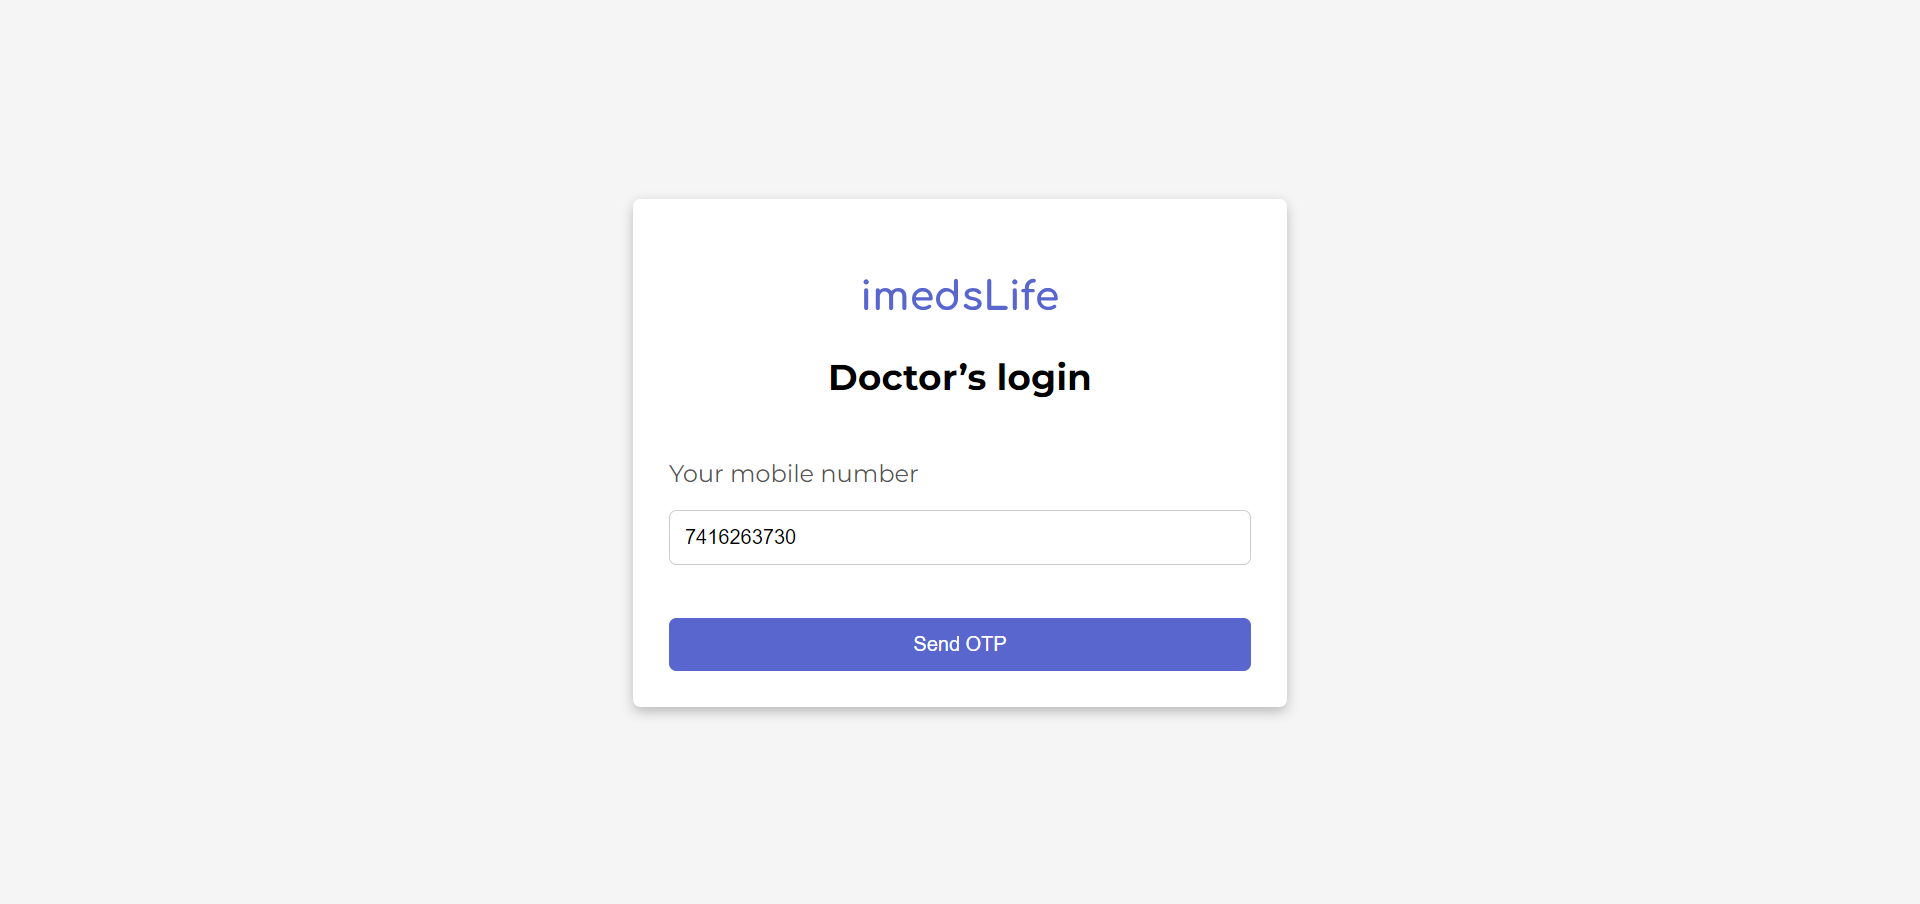 imedsLife
Doctor’s login
Your mobile number
7416263730
Send OTP